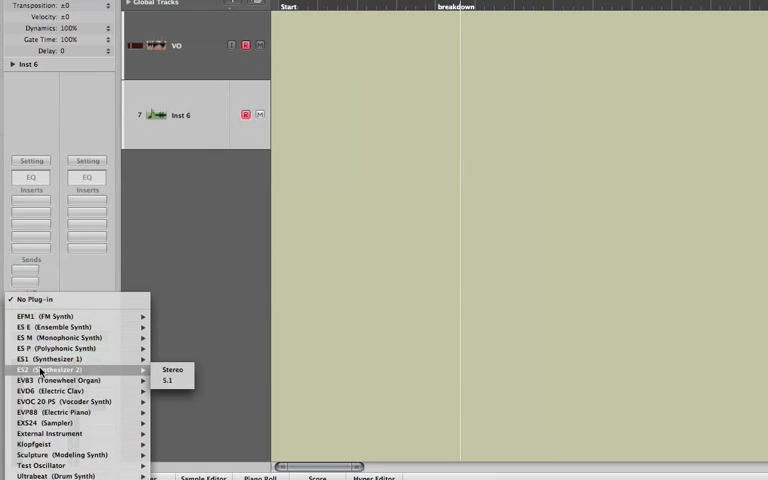 Transposition: ±0
Velocity: ±0
Dynamics: 100%
Gate Time: 100%
Delay: 0
Inst 6
Setting
Setting
EQ
EQ
Inserts
Inserts
Sends
✓ No Plug-in
EFM1 (FM Synth)
ES E (Ensemble Synth)
ES M (Monophonic Synth)
ES P (Polyphonic Synth)
ES1 (Synthesizer 1)
ES2 (Synthesizer 2)
EVB3 (Tonewheel Organ)
EVD6 (Electric Clav)
EVOC 20 PS (Vocoder Synth)
EVP88 (Electric Piano)
EXS24 (Sampler)
External Instrument
Klopfgeist
Sculpture (Modeling Synth)
Test Oscillator
Ultrabeat (Drum Synth)
Stereo
5.1
Global Tracks
VO
I R M
7 Inst 6
R M
Start
breakdown
Sample Editor
Piano Roll
Score
Hyper Editor